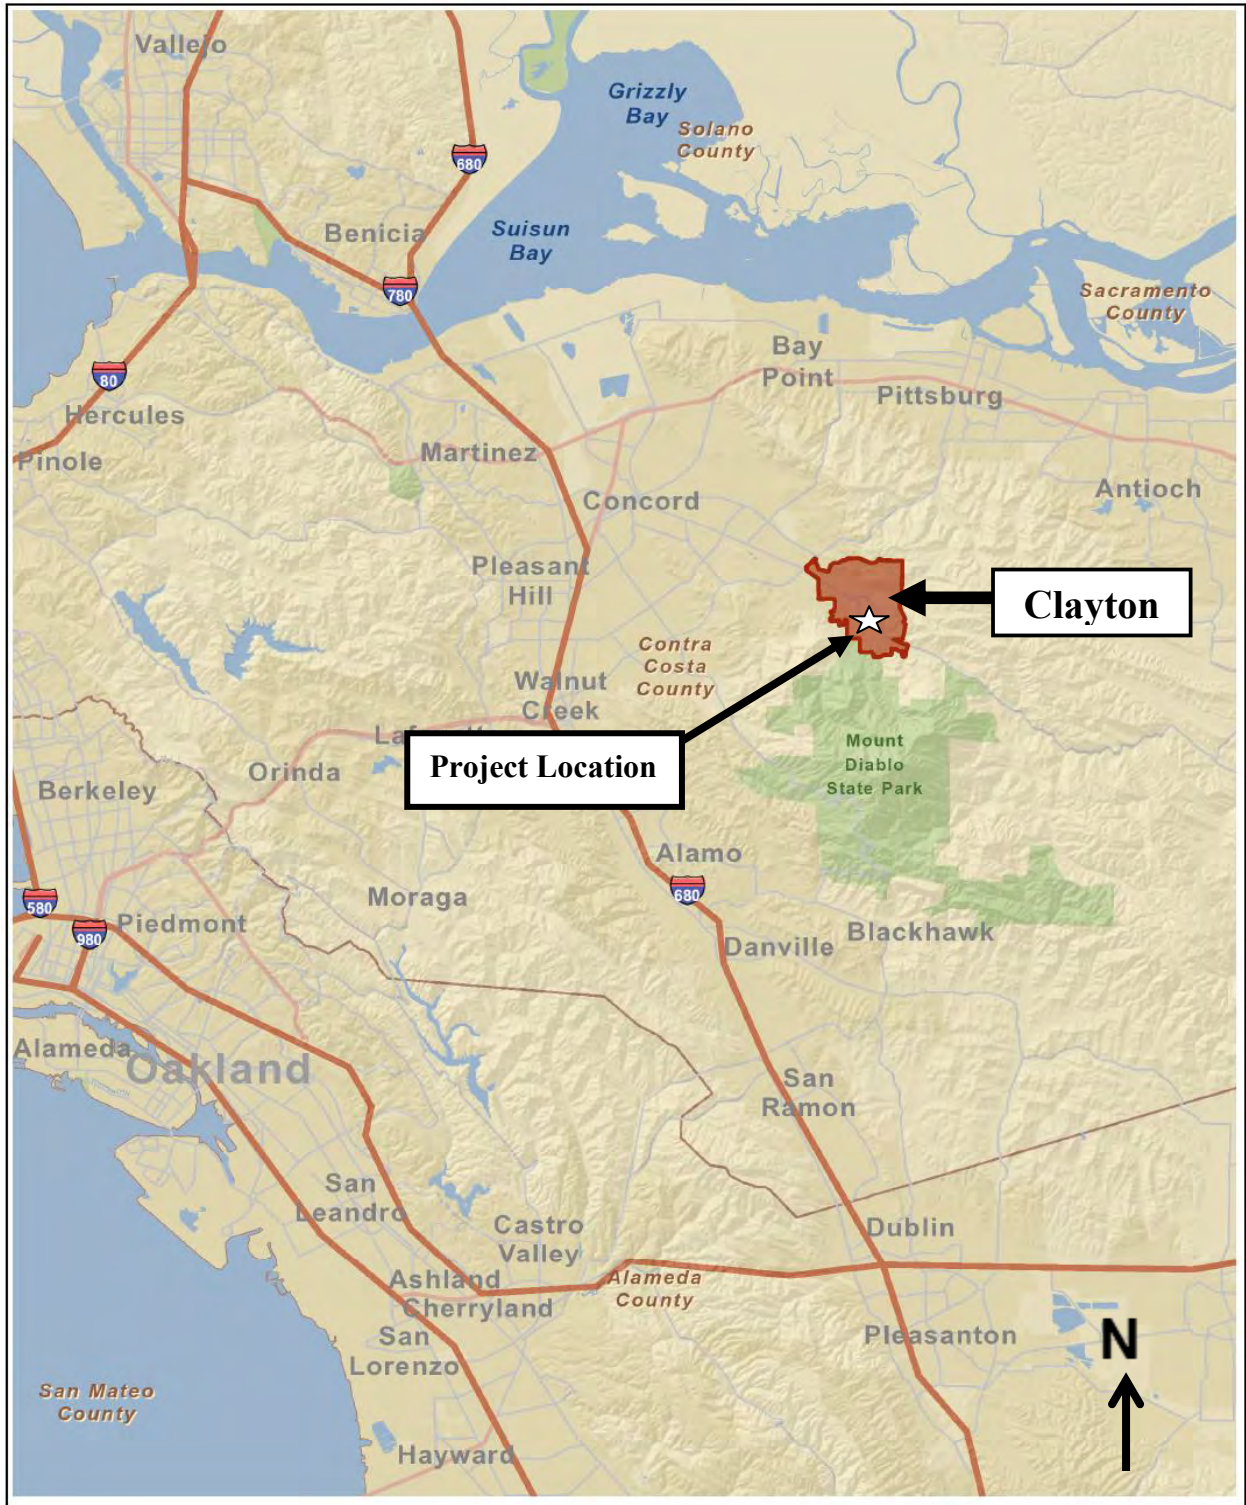 Vallejo
Grizzly
Bay
Solano
County
680
Benicia
Suisun
Bay
780
Sacramento
County
80
Hercules
Bay
Point
Pittsburg
Pinole
Martinez
Antioch
Concord
Pleasant
Hill
Clayton
Contra
Costa
County
Walnut
Creek
Project Location
Mount
Diablo
State Park
Orinda
Berkeley
Alamo
680
Moraga
580
Piedmont
980
Danville
Blackhawk
Alameda
Oakland
San
Ramon
San
Leandro
Castro
Valley
Dublin
Ashland
Cherryland
Alameda
County
San
Lorenzo
Pleasanton
N
San Mateo
County
Hayward